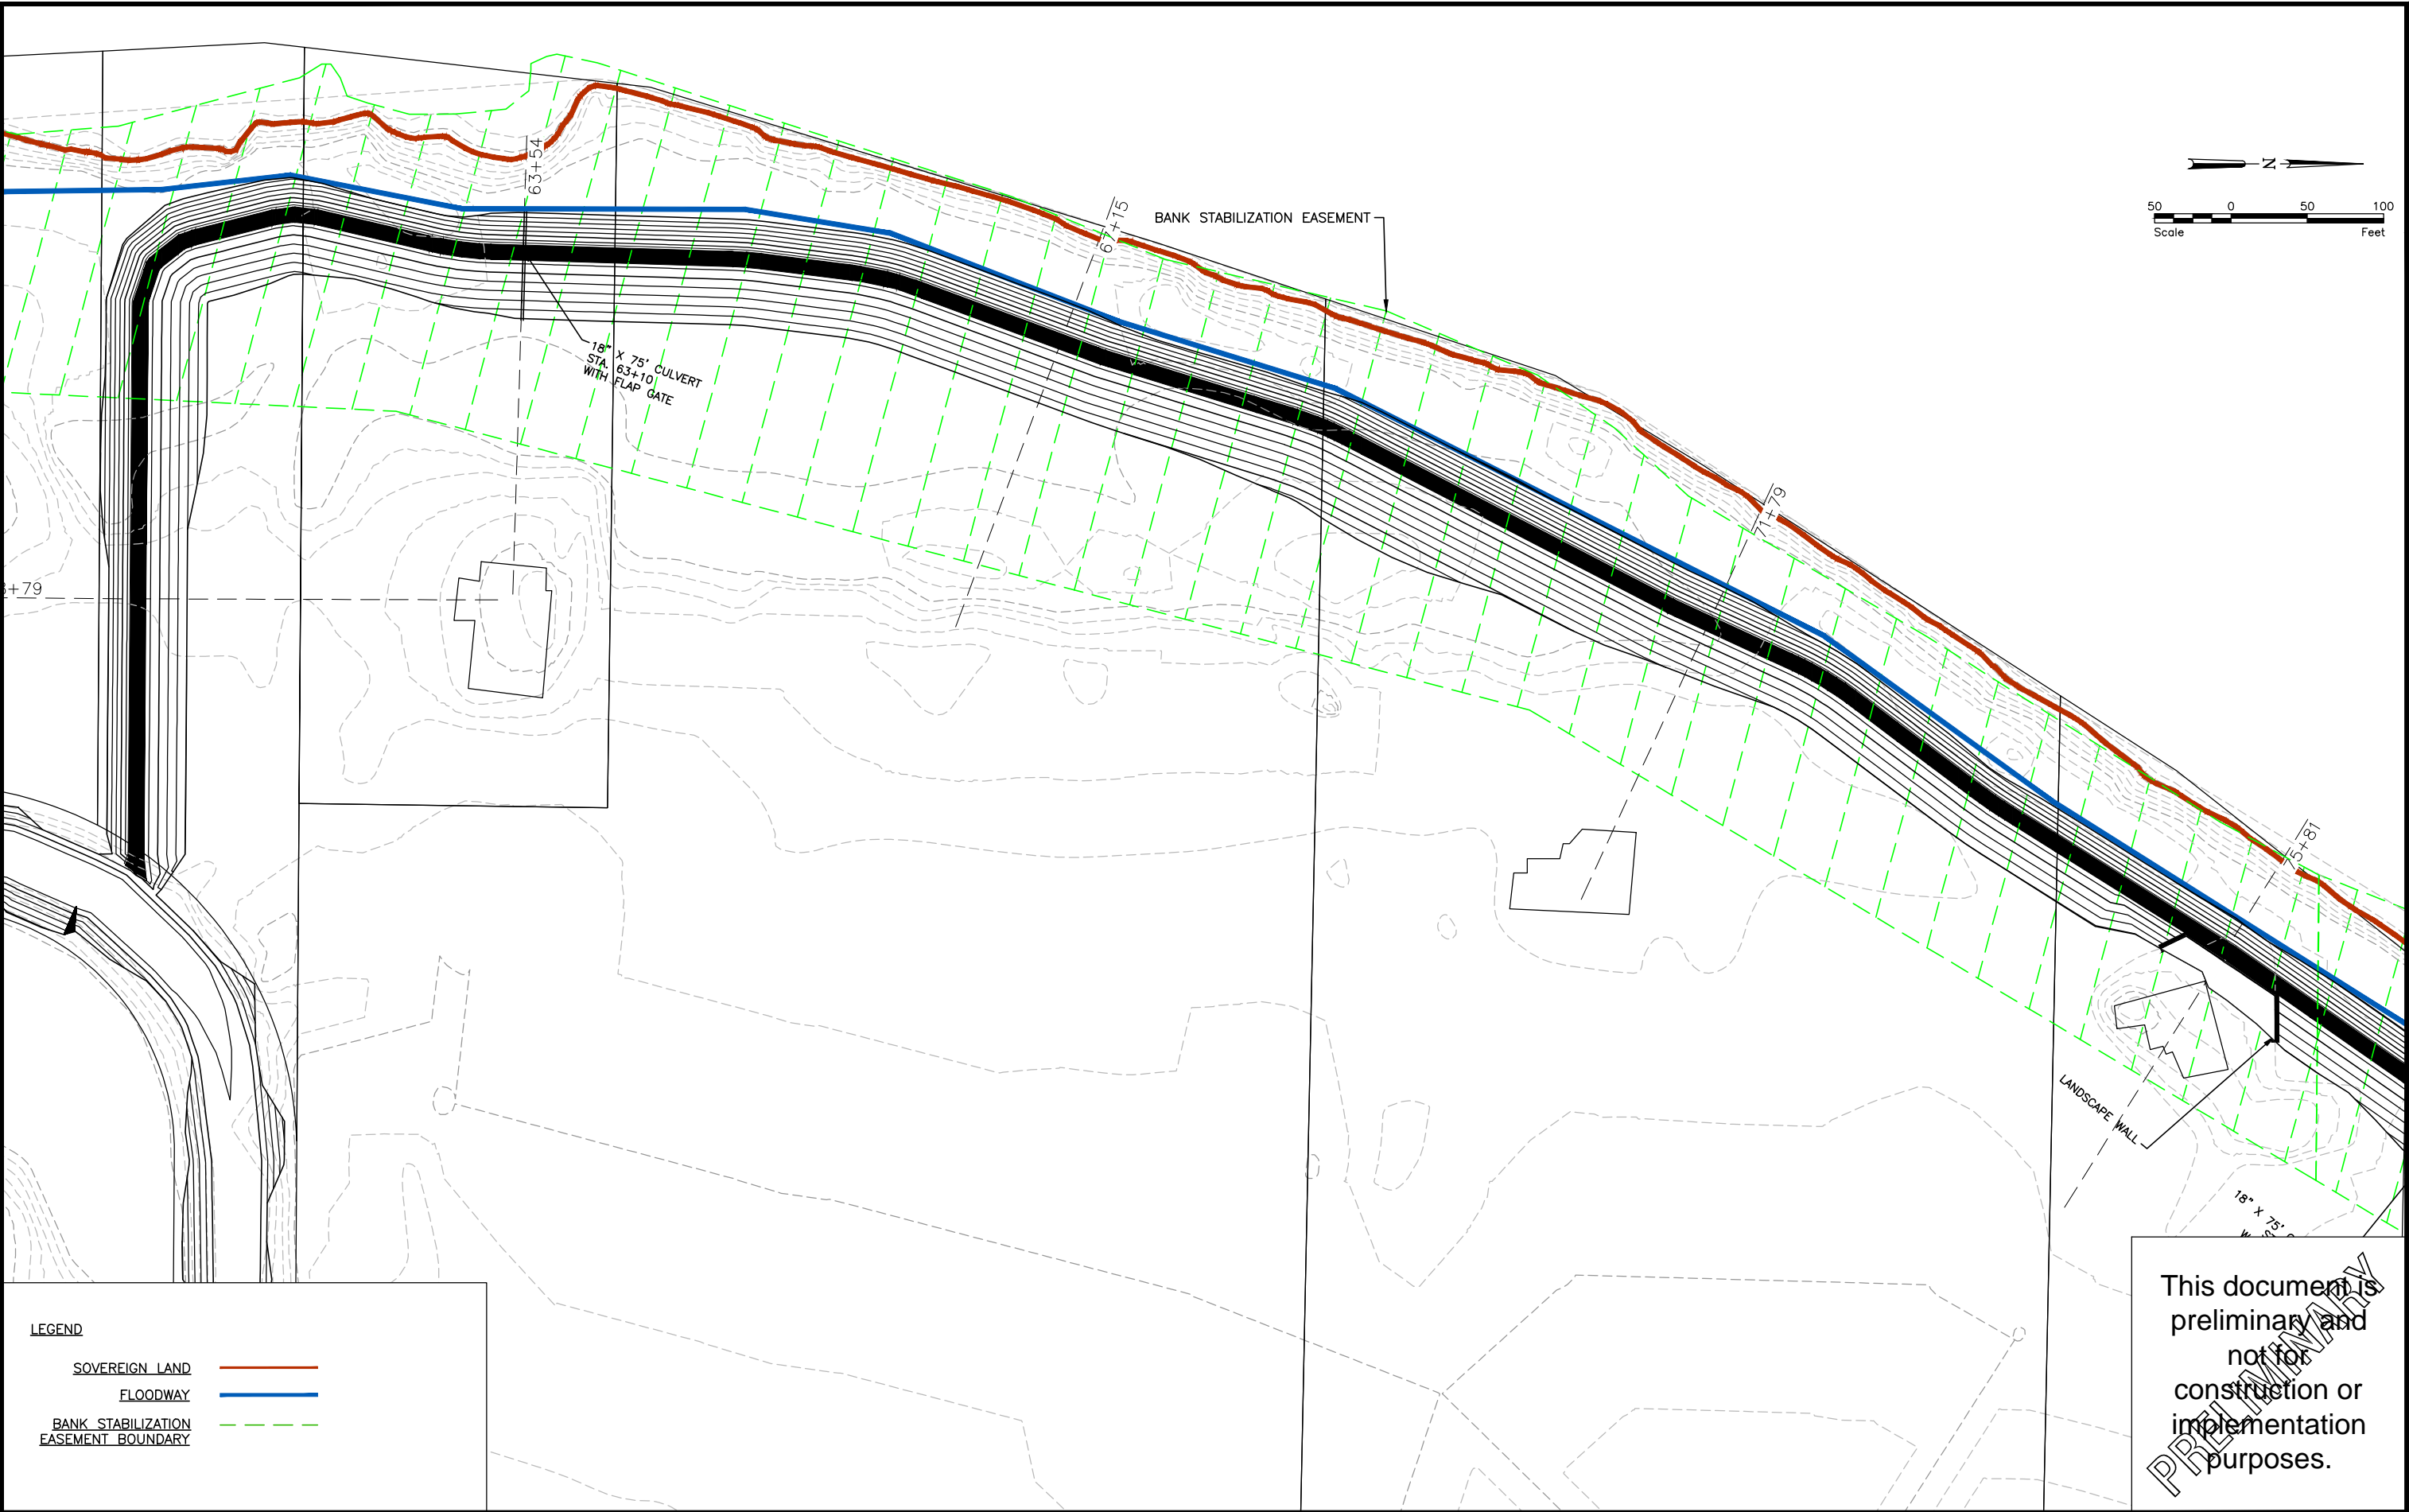 63+54
67+15
BANK STABILIZATION EASEMENT
N
50 0 50 100
Scale Feet
18" X 75' CULVERT
STA. 63+10
WITH FLAP GATE
71+79
+79
75+81
LANDSCAPE WALL
18" X 75'
LEGEND
SOVEREIGN LAND
FLOODWAY
BANK STABILIZATION
EASEMENT BOUNDARY
This document is
preliminary and
not for
construction or
implementation
purposes.
PRELIMINARY